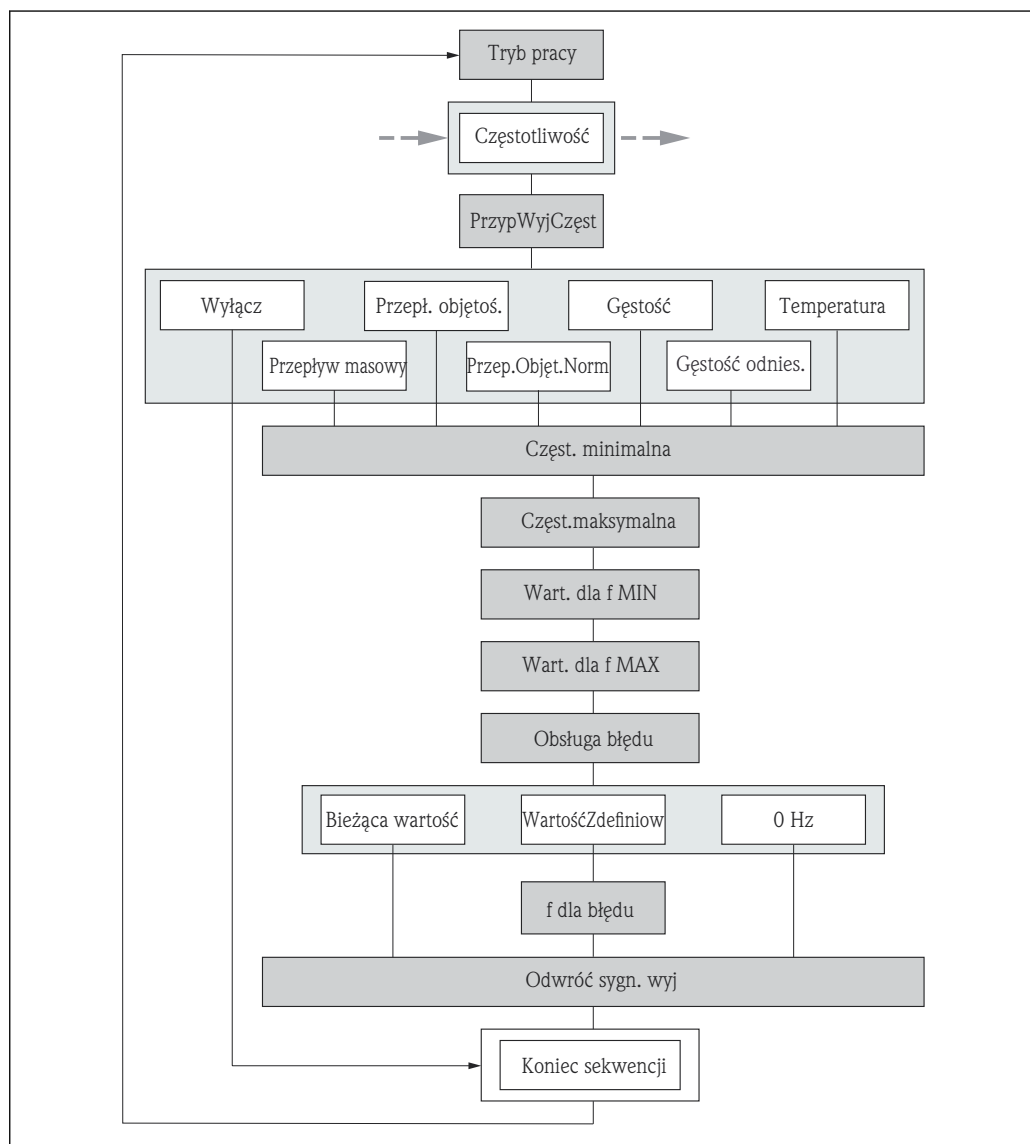 Tryb pracy
Częstotliwość
PrzypWyjCzęst
Wyłącz
Przepł. objętoś.
Gęstość
Temperatura
Przepływ masowy
Przep.Objęt.Norm
Gęstość odnies.
Częst. minimalna
Częst.maksymalna
Wart. dla f MIN
Wart. dla f MAX
Obsługa błędu
Bieżąca wartość
WartośćZdefiniow
0 Hz
f dla błędu
Odwróć sygn. wyj
Koniec sekwencji